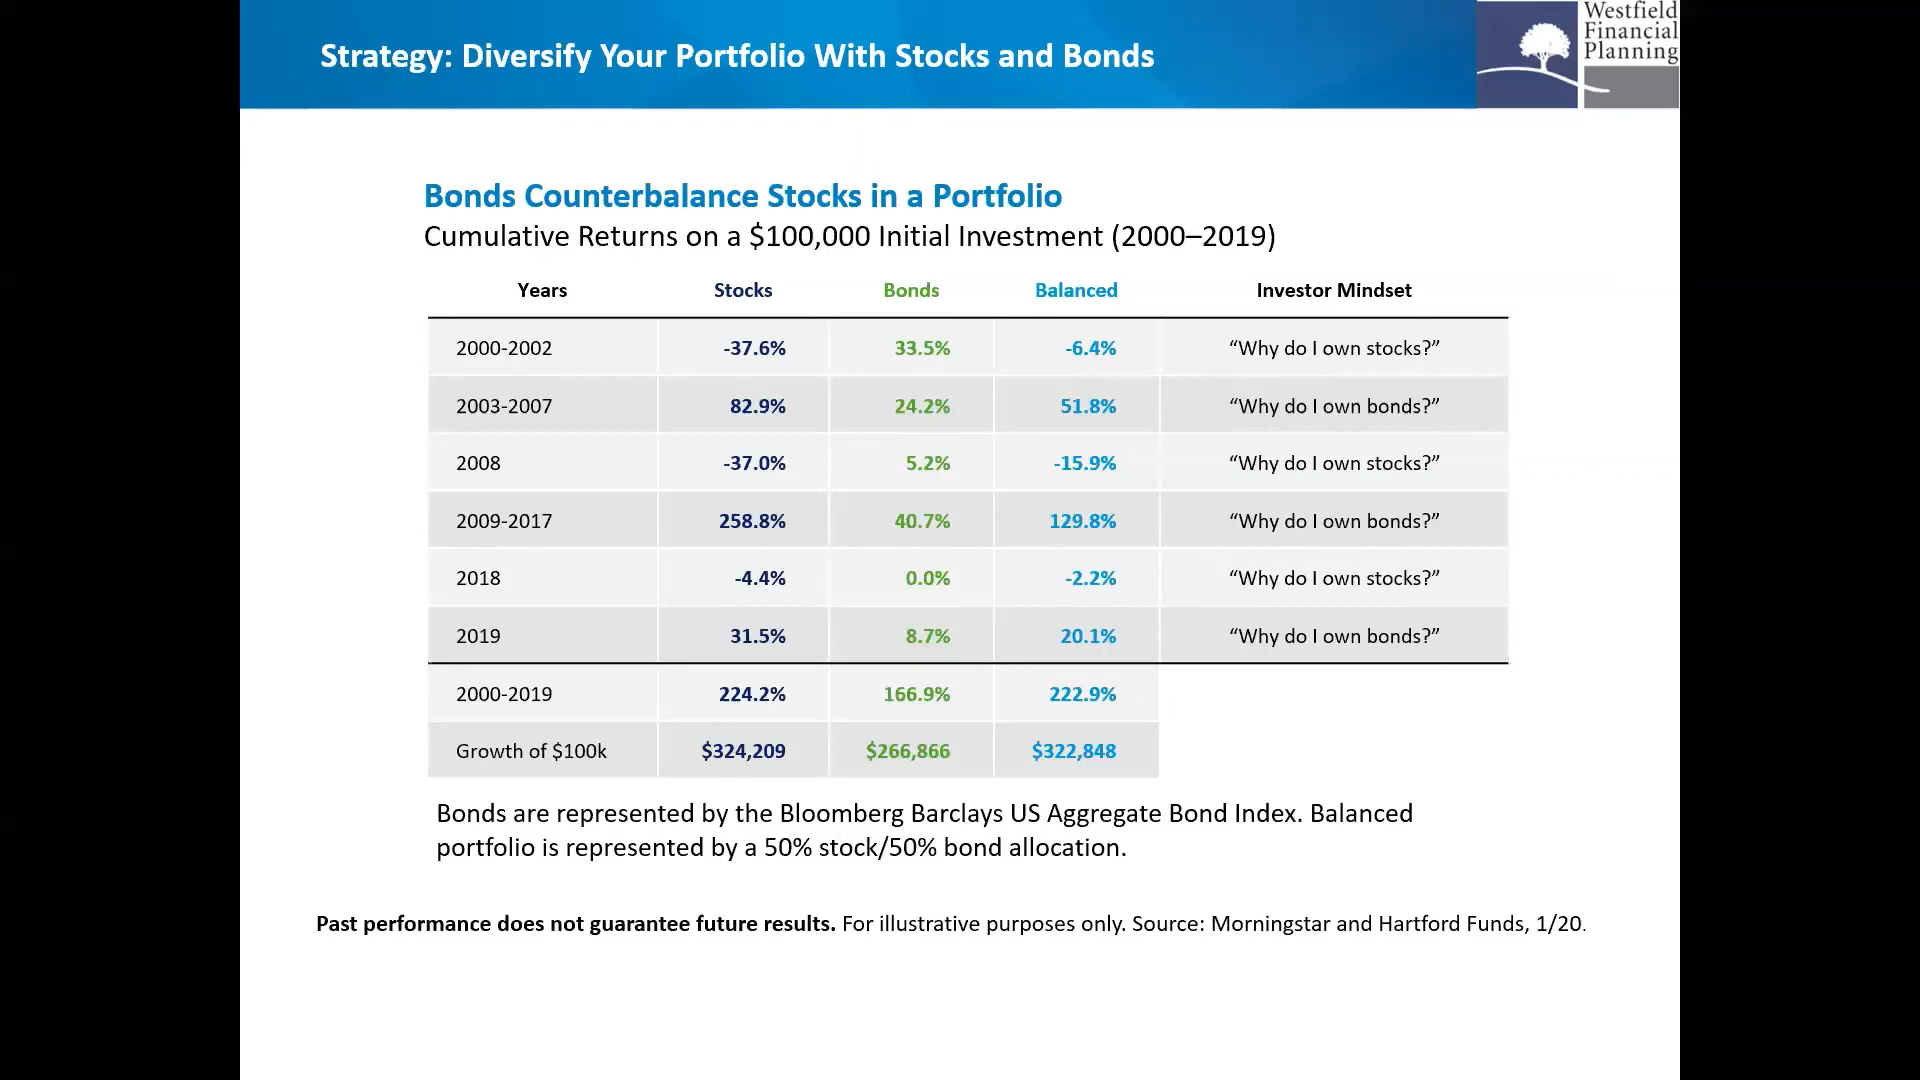 Strategy: Diversify Your Portfolio With Stocks and Bonds
Westfield
Financial
Planning
Bonds Counterbalance Stocks in a Portfolio
Cumulative Returns on a $100,000 Initial Investment (2000–2019)
Years Stocks Bonds Balanced Investor Mindset
2000-2002 -37.6% 33.5% -6.4% “Why do I own stocks?”
2003-2007 82.9% 24.2% 51.8% “Why do I own bonds?”
2008 -37.0% 5.2% -15.9% “Why do I own stocks?”
2009-2017 258.8% 40.7% 129.8% “Why do I own bonds?”
2018 -4.4% 0.0% -2.2% “Why do I own stocks?”
2019 31.5% 8.7% 20.1% “Why do I own bonds?”
2000-2019 224.2% 166.9% 222.9%
Growth of $100k $324,209 $266,866 $322,848
Bonds are represented by the Bloomberg Barclays US Aggregate Bond Index. Balanced
portfolio is represented by a 50% stock/50% bond allocation.
Past performance does not guarantee future results. For illustrative purposes only. Source: Morningstar and Hartford Funds, 1/20.